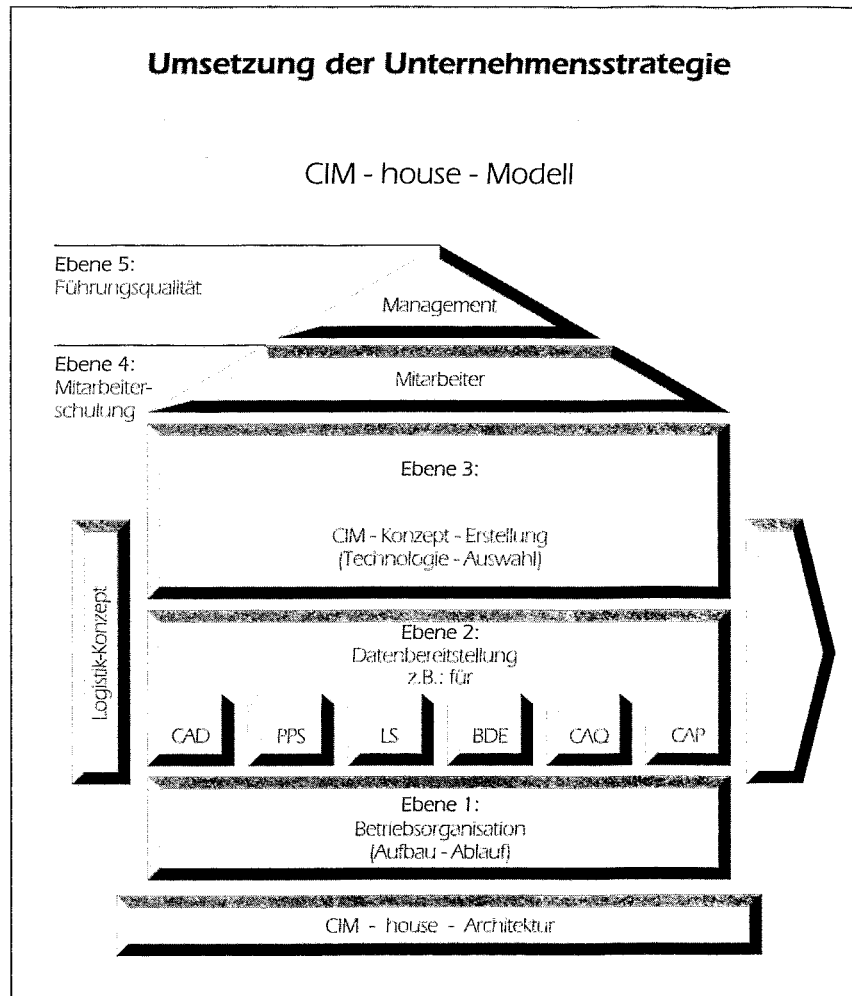 Umsetzung der Unternehmensstrategie
CIM - house - Modell
Ebene 5:
Führungsqualität
Management
Ebene 4:
Mitarbeiter-
schulung
Mitarbeiter
Ebene 3:
CIM - Konzept - Erstellung
(Technologie - Auswahl)
Logistik-Konzept
Ebene 2:
Datenbereitstellung
z.B.: für
CAD
PPS
LS
BDE
CAQ
CAP
Ebene 1:
Betriebsorganisation
(Aufbau - Ablauf)
CIM - house - Architektur